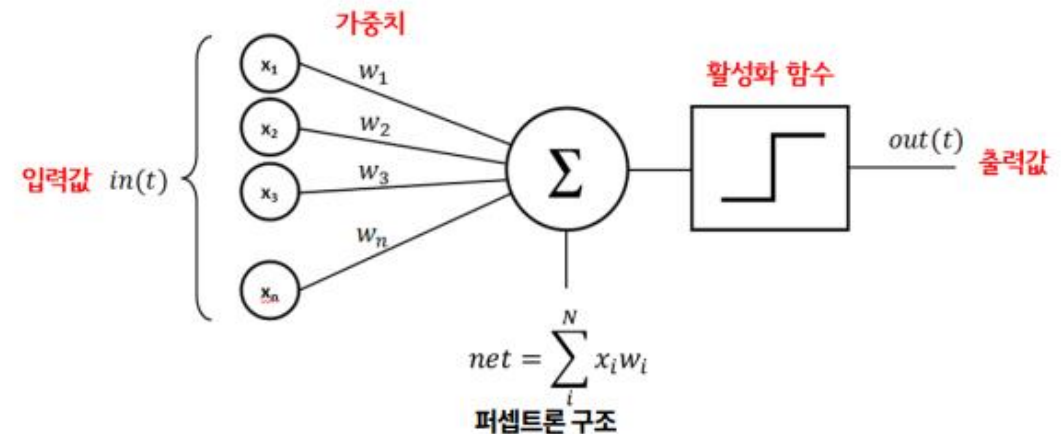 가중치
x₁
w₁
활성화 함수
x₂
w₂
out(t)
입력값 in(t)
∑
출력값
x₃
w₃
wₙ
xₙ
net = ∑ᵢᴺ xᵢwᵢ
퍼셉트론 구조